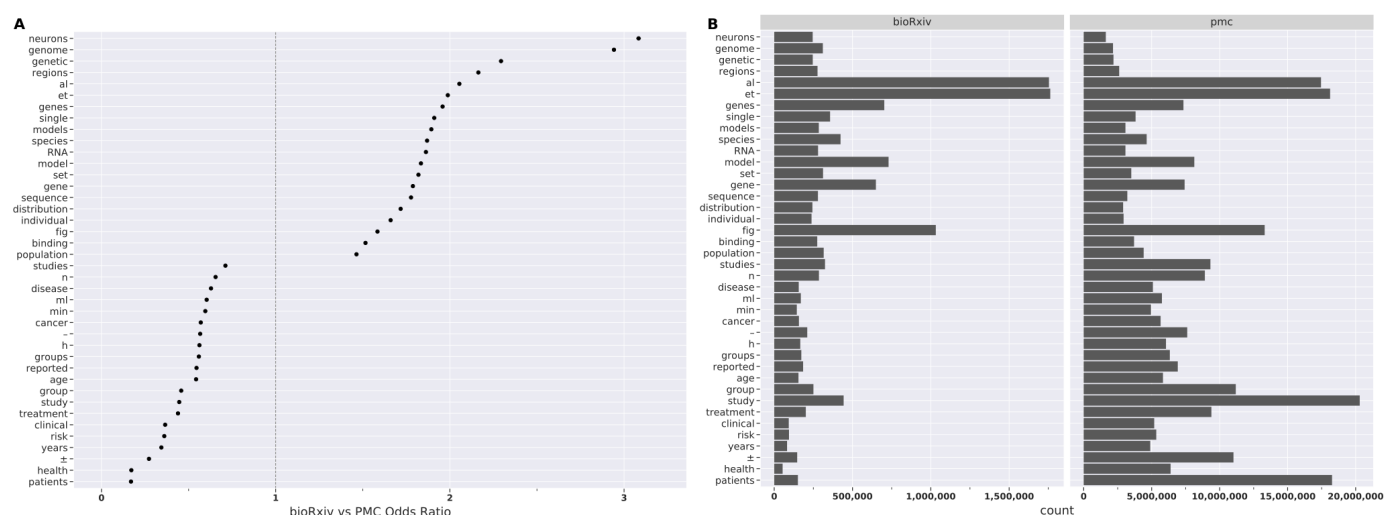 A
neurons
genome
genetic
regions
al
et
genes
single
models
species
RNA
model
set
gene
sequence
distribution
individual
fig
binding
population
studies
n
disease
ml
min
cancer
–
h
groups
reported
age
group
study
treatment
clinical
risk
years
±
health
patients
0 1 2 3
bioRxiv vs PMC Odds Ratio
B
bioRxiv pmc
neurons
genome
genetic
regions
al
et
genes
single
models
species
RNA
model
set
gene
sequence
distribution
individual
fig
binding
population
studies
n
disease
ml
min
cancer
–
h
groups
reported
age
group
study
treatment
clinical
risk
years
±
health
patients
0 500,000 1,000,000 1,500,000 0 5,000,000 10,000,000 15,000,000 20,000,000
count